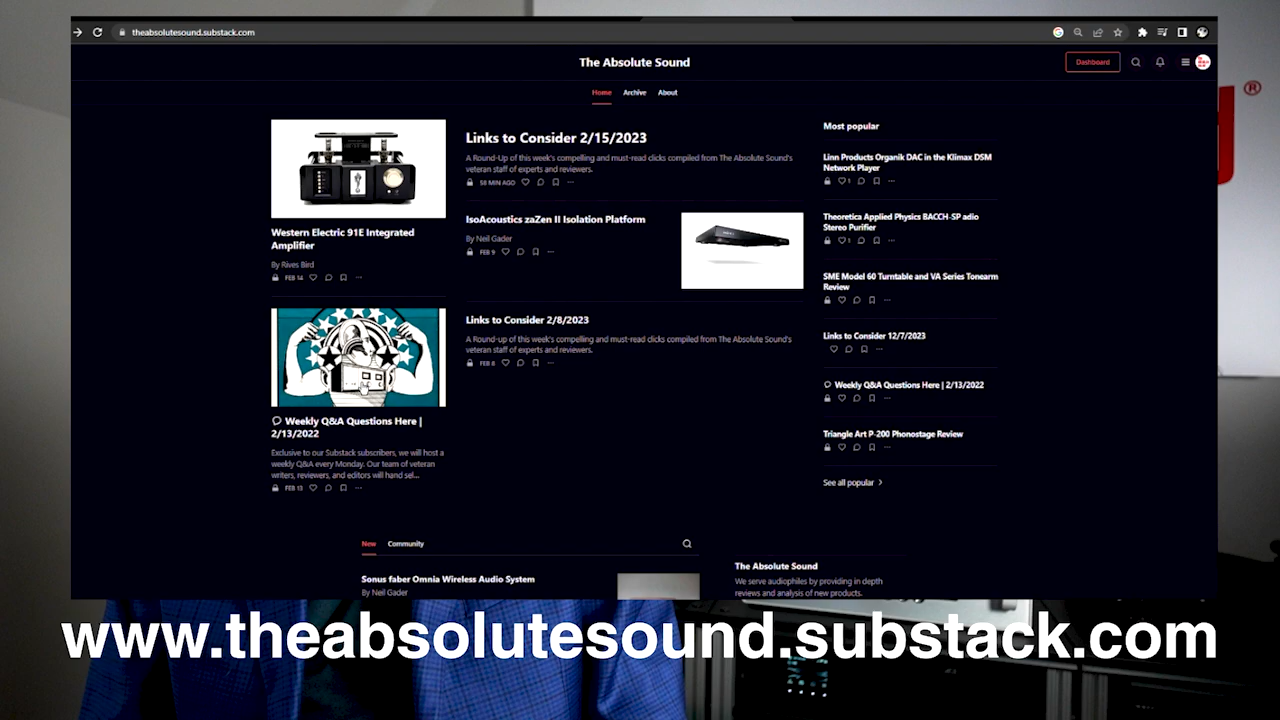 theabsolutesound.substack.com
The Absolute Sound
Dashboard
Home
Archive
About
Western Electric 91E Integrated
Amplifier
By Rives Bird
FEB 14
Weekly Q&A Questions Here |
2/13/2022
Exclusive to our Substack subscribers, we will host a
weekly Q&A every Monday. Our team of veteran
writers, reviewers, and editors will hand sel...
FEB 13
Links to Consider 2/15/2023
A Round-Up of this week's compelling and must-read clicks compiled from The Absolute Sound's
veteran staff of experts and reviewers.
58 MIN AGO
IsoAcoustics zaZen II Isolation Platform
By Neil Gader
FEB 9
Links to Consider 2/8/2023
A Round-up of this week's compelling and must-read clicks compiled from The Absolute Sound's
veteran staff of experts and reviewers.
FEB 8
Most popular
Linn Products Organik DAC in the Klimax DSM
Network Player
1
Theoretica Applied Physics BACCH-SP adio
Stereo Purifier
1
SME Model 60 Turntable and VA Series Tonearm
Review
Links to Consider 12/7/2023
Weekly Q&A Questions Here | 2/13/2022
Triangle Art P-200 Phonostage Review
See all popular >
New
Community
Sonus faber Omnia Wireless Audio System
By Neil Gader
The Absolute Sound
We serve audiophiles by providing in depth
reviews and analysis of new products.
®
www.theabsolutesound.substack.com